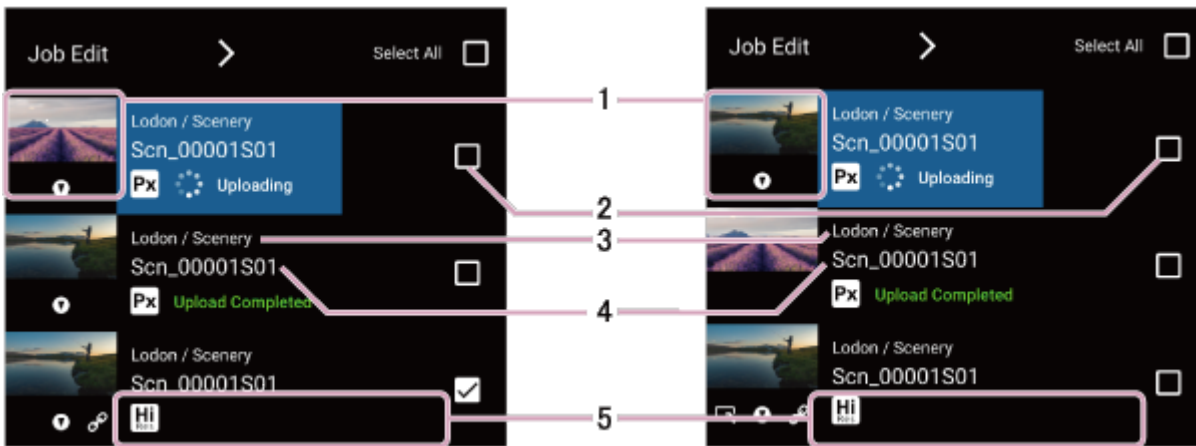 Job Edit
Select All
Lodon / Scenery
Scn_00001S01
Px
Uploading
Lodon / Scenery
Scn_00001S01
Px
Upload Completed
Lodon / Scenery
Scn_00001S01
Hi
Res
1
2
3
4
5
Job Edit
Select All
Lodon / Scenery
Scn_00001S01
Px
Uploading
Lodon / Scenery
Scn_00001S01
Px
Upload Completed
Lodon / Scenery
Scn_00001S01
Hi
Res